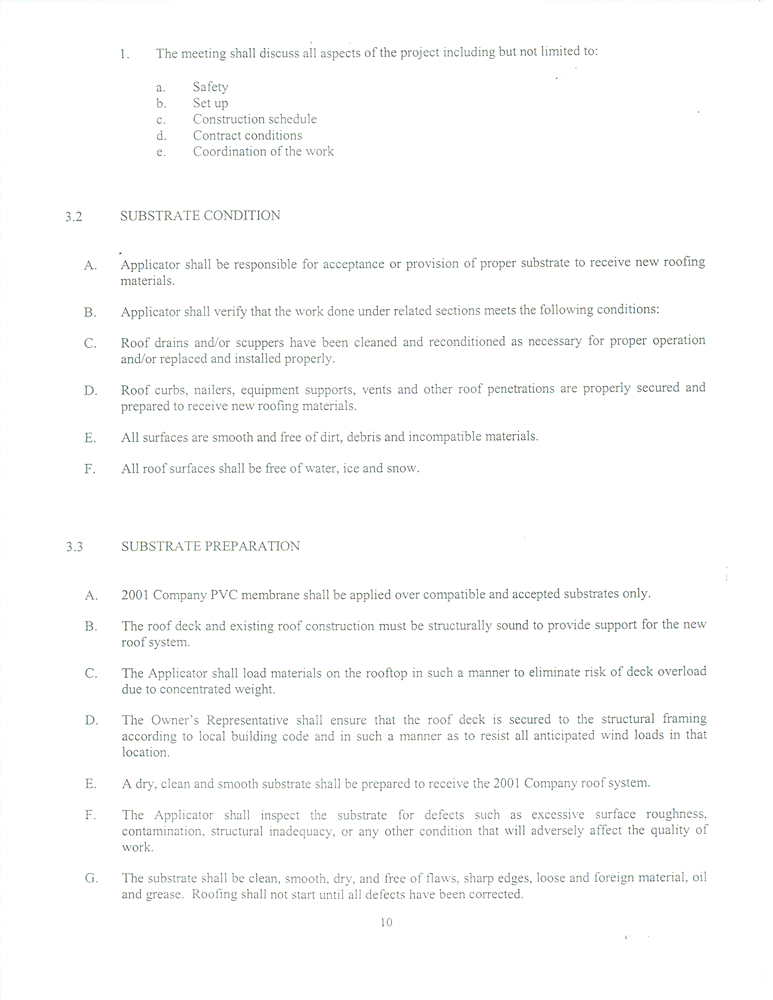 1. The meeting shall discuss all aspects of the project including but not limited to:
a. Safety
b. Set up
c. Construction schedule
d. Contract conditions
e. Coordination of the work
3.2 SUBSTRATE CONDITION
A. Applicator shall be responsible for acceptance or provision of proper substrate to receive new roofing
materials.
B. Applicator shall verify that the work done under related sections meets the following conditions:
C. Roof drains and/or scuppers have been cleaned and reconditioned as necessary for proper operation
and/or replaced and installed properly.
D. Roof curbs, nailers, equipment supports, vents and other roof penetrations are properly secured and
prepared to receive new roofing materials.
E. All surfaces are smooth and free of dirt, debris and incompatible materials.
F. All roof surfaces shall be free of water, ice and snow.
3.3 SUBSTRATE PREPARATION
A. 2001 Company PVC membrane shall be applied over compatible and accepted substrates only.
B. The roof deck and existing roof construction must be structurally sound to provide support for the new
roof system.
C. The Applicator shall load materials on the rooftop in such a manner to eliminate risk of deck overload
due to concentrated weight.
D. The Owner's Representative shall ensure that the roof deck is secured to the structural framing
according to local building code and in such a manner as to resist all anticipated wind loads in that
location.
E. A dry, clean and smooth substrate shall be prepared to receive the 2001 Company roof system.
F. The Applicator shall inspect the substrate for defects such as excessive surface roughness,
contamination, structural inadequacy, or any other condition that will adversely affect the quality of
work.
G. The substrate shall be clean, smooth, dry, and free of flaws, sharp edges, loose and foreign material, oil
and grease. Roofing shall not start until all defects have been corrected.
10